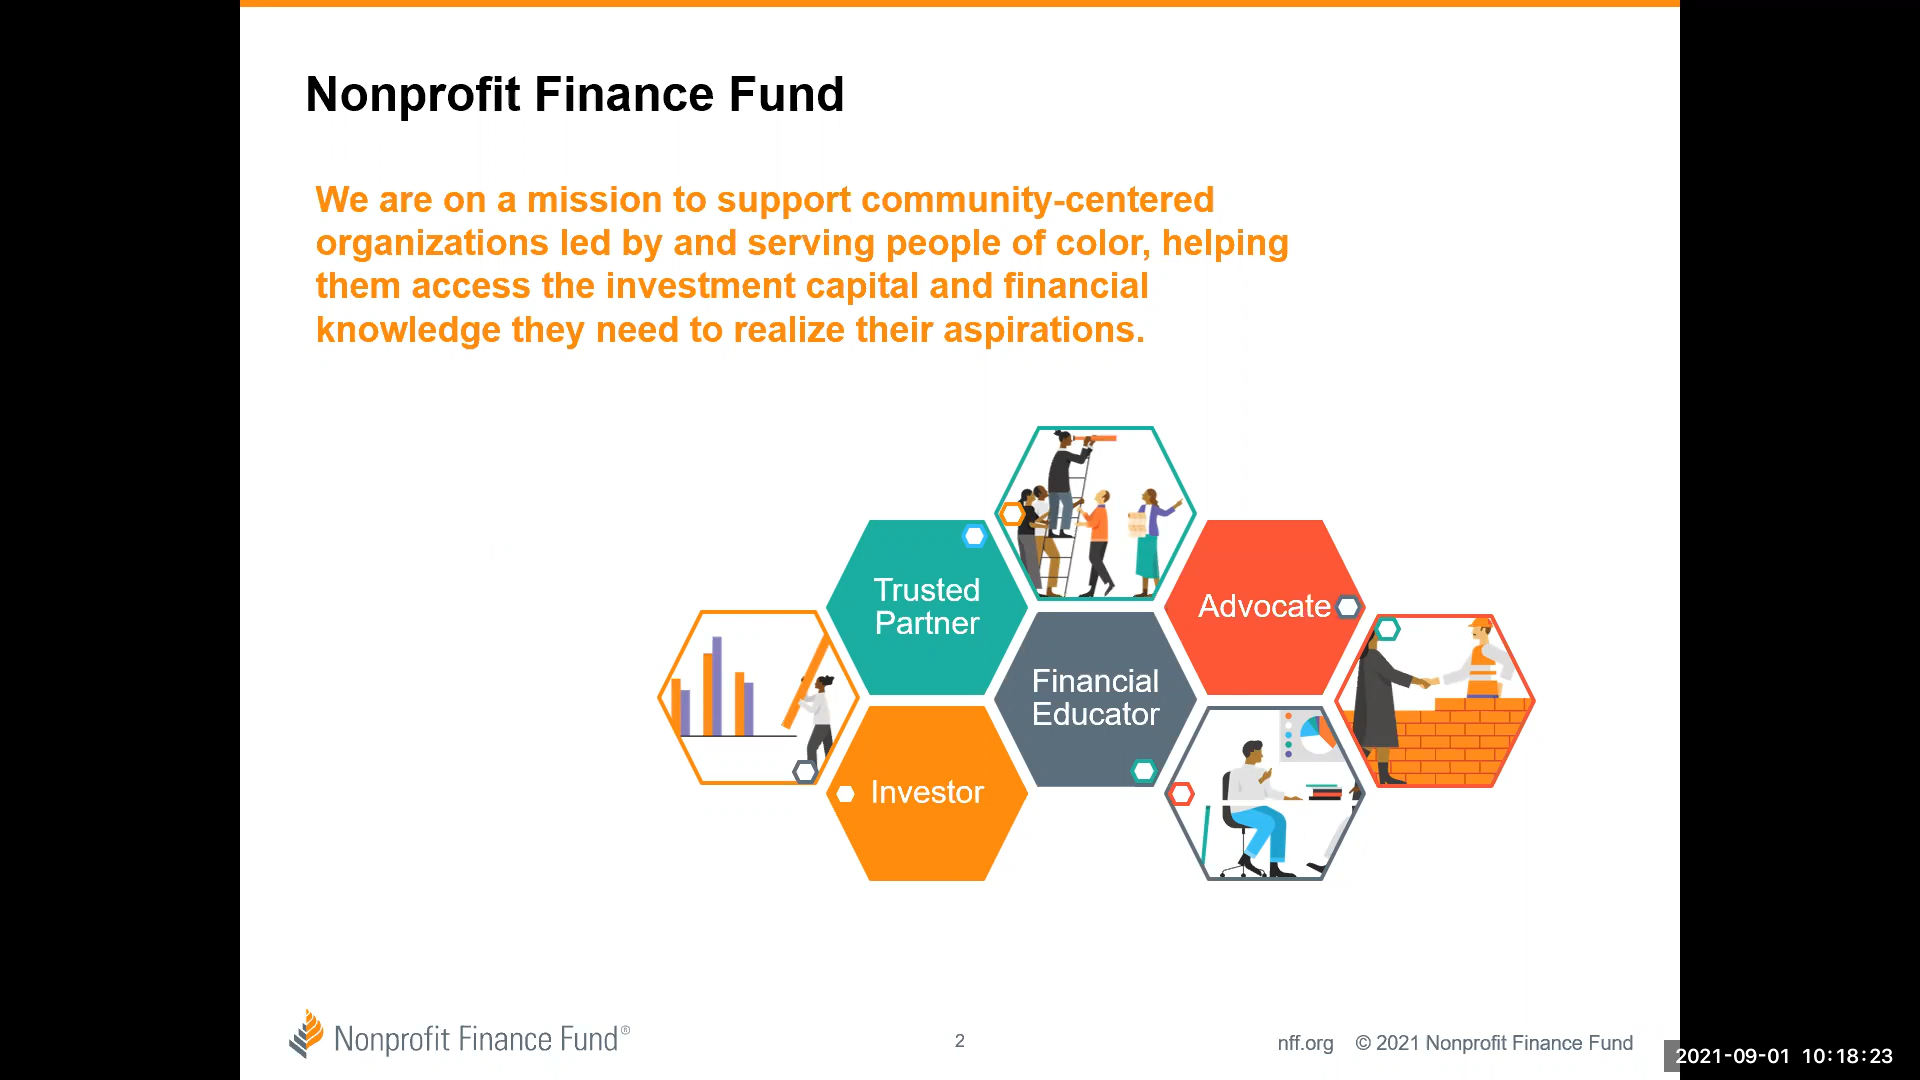 Nonprofit Finance Fund
We are on a mission to support community-centered
organizations led by and serving people of color, helping
them access the investment capital and financial
knowledge they need to realize their aspirations.
Trusted
Partner
Advocate
Financial
Educator
Investor
Nonprofit Finance Fund®
2
nff.org © 2021 Nonprofit Finance Fund
2021-09-01 10:18:23